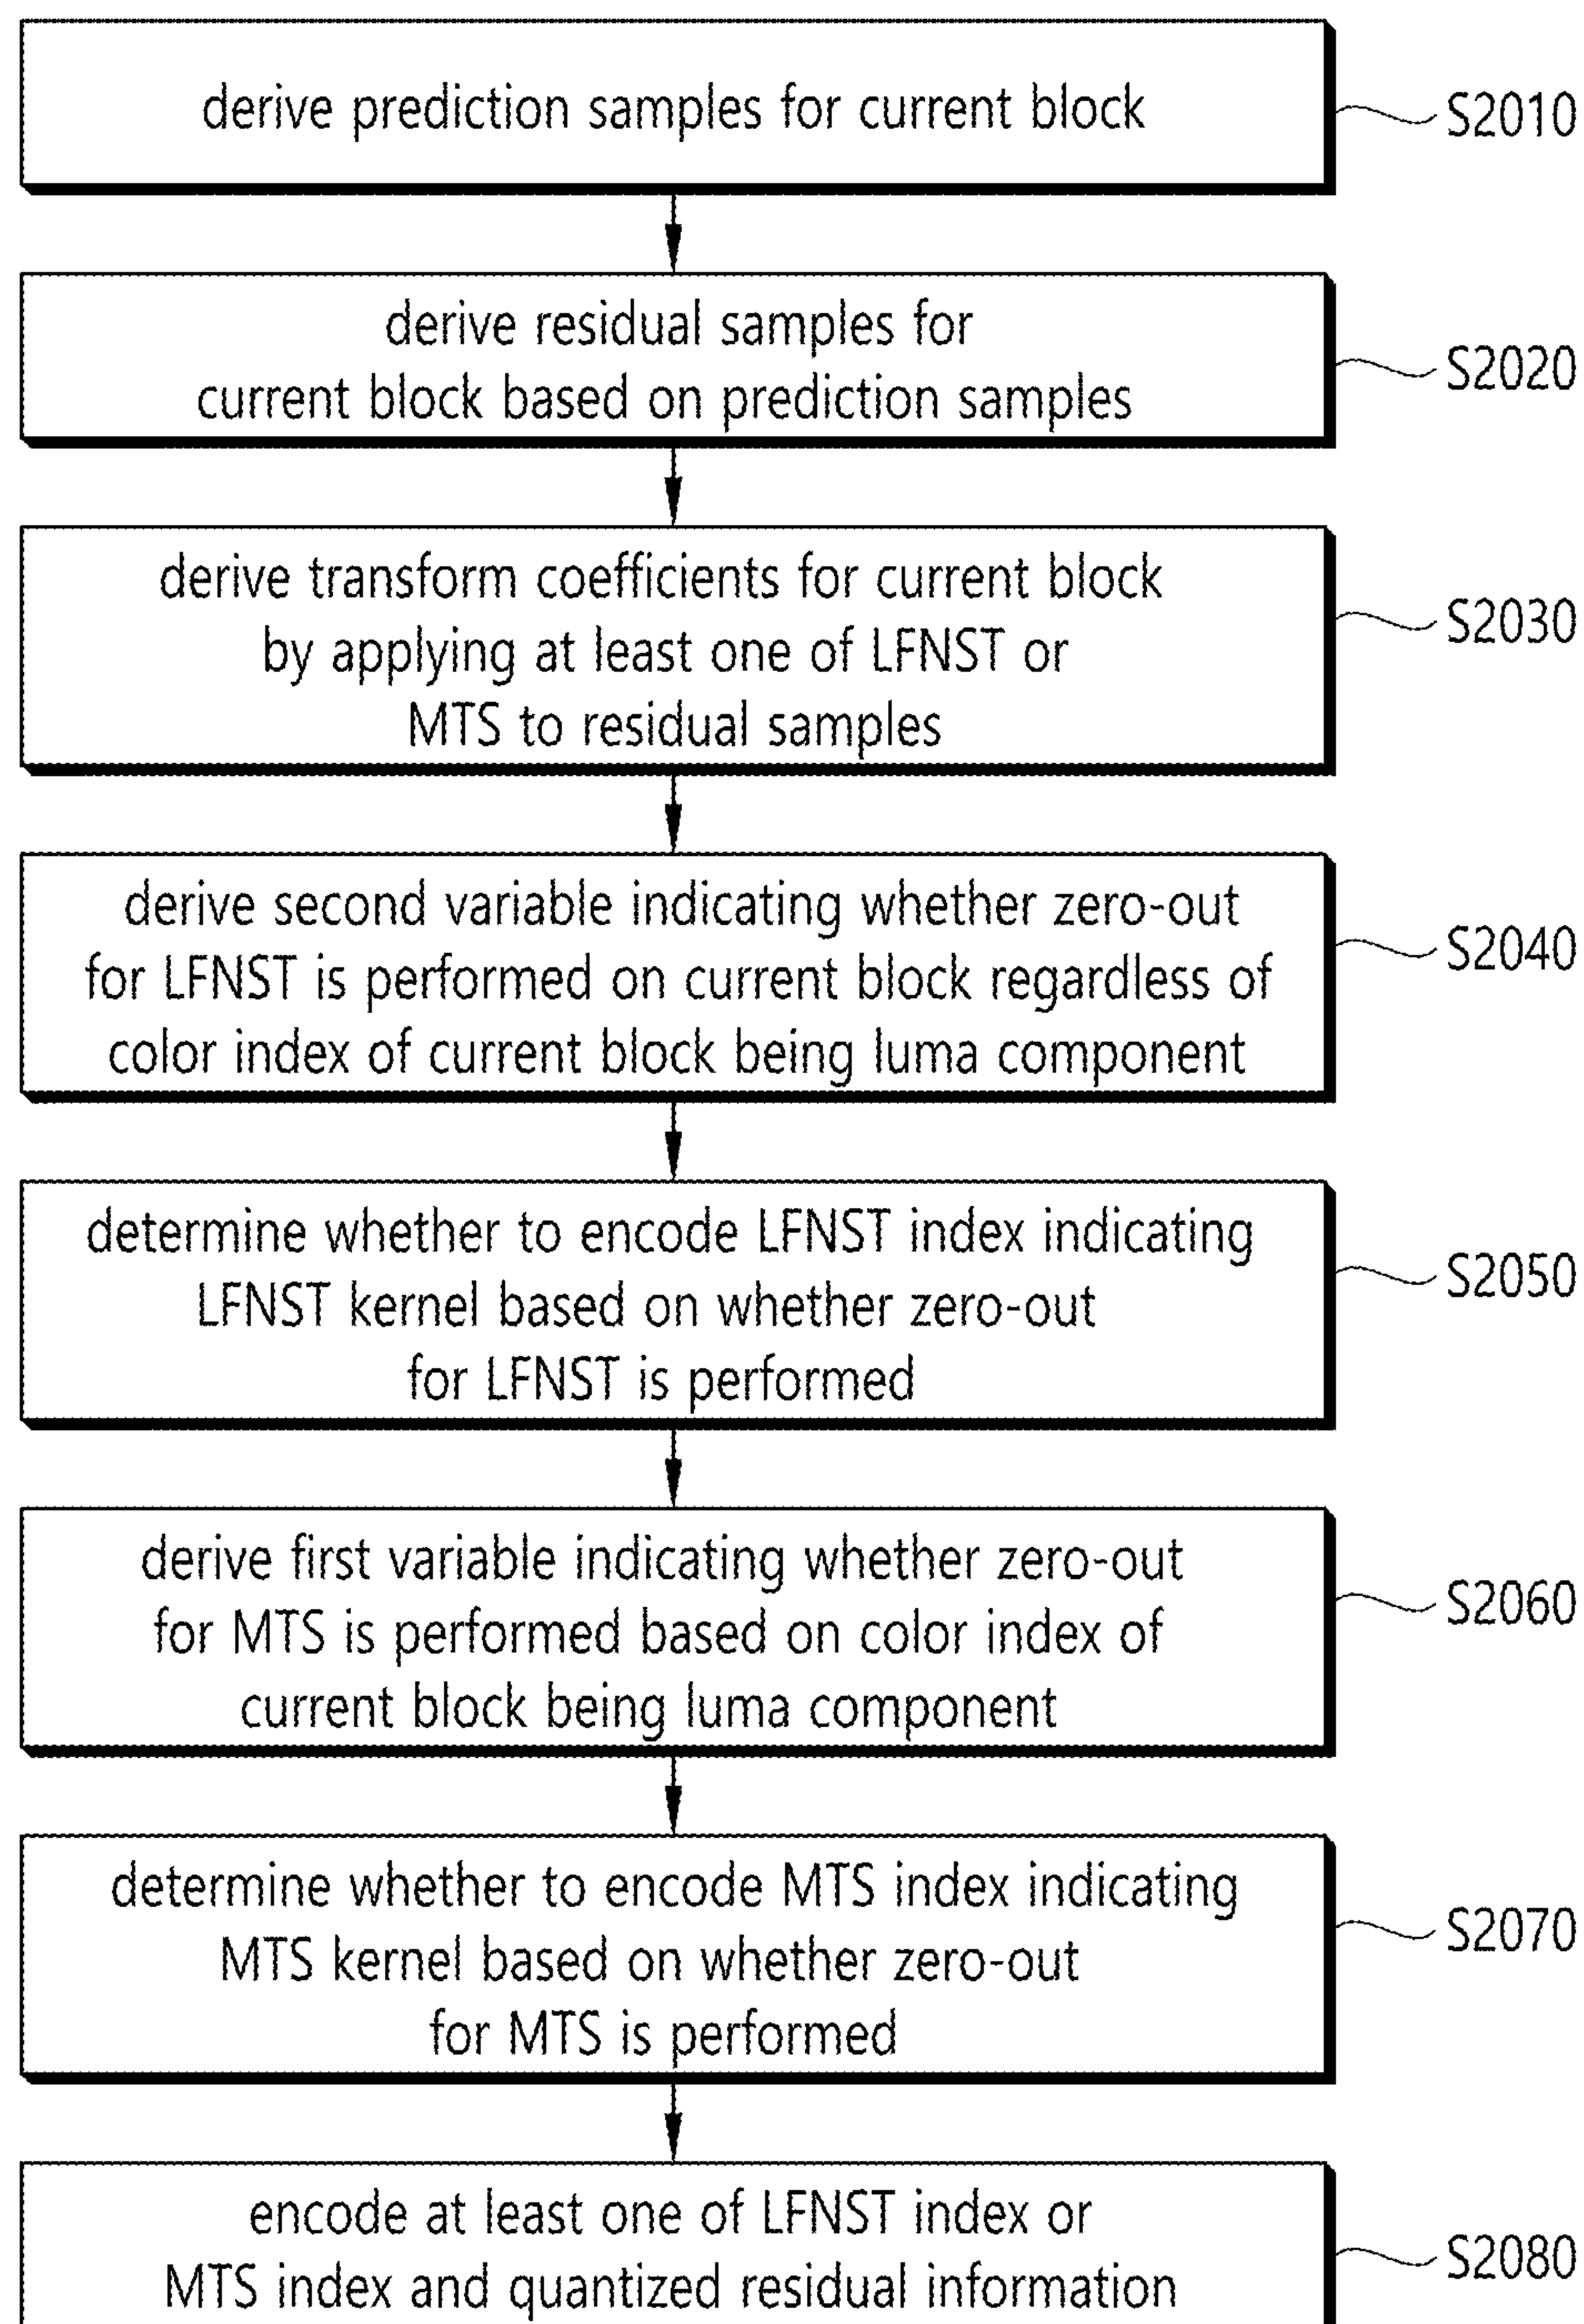 derive prediction samples for current block
S2010
derive residual samples for
current block based on prediction samples
S2020
derive transform coefficients for current block
by applying at least one of LFNST or
MTS to residual samples
S2030
derive second variable indicating whether zero-out
for LFNST is performed on current block regardless of
color index of current block being luma component
S2040
determine whether to encode LFNST index indicating
LFNST kernel based on whether zero-out
for LFNST is performed
S2050
derive first variable indicating whether zero-out
for MTS is performed based on color index of
current block being luma component
S2060
determine whether to encode MTS index indicating
MTS kernel based on whether zero-out
for MTS is performed
S2070
encode at least one of LFNST index or
MTS index and quantized residual information
S2080